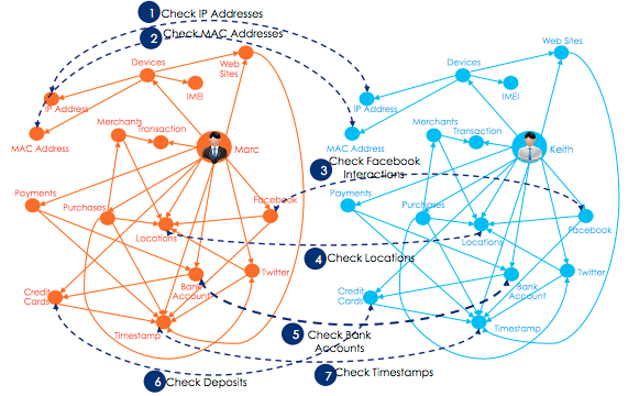 1 Check IP Addresses
2 Check MAC Addresses
Devices
Web
Sites
IMEI
IP Address
MAC Address
Merchants
Transaction
Marc
Payments
Purchases
Facebook
Locations
Bank
Account
Twitter
Credit
Cards
Timestamp
3 Check Facebook
Interactions
4 Check Locations
5 Check Bank
Accounts
6 Check Deposits
7 Check Timestamps
Devices
Web Sites
IMEI
IP Address
MAC Address
Merchants
Transaction
Keith
Payments
Purchases
Facebook
Locations
Bank
Account
Twitter
Credit
Cards
Timestamp